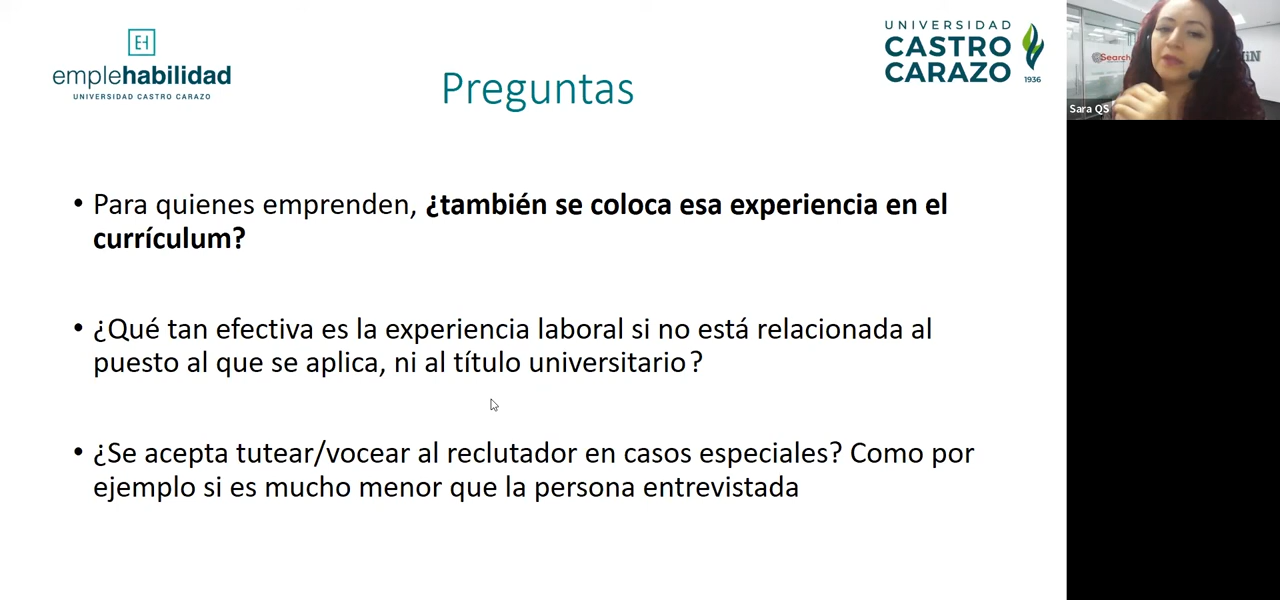 EH
emplehabilidad
UNIVERSIDAD CASTRO CARAZO
Preguntas
UNIVERSIDAD
CASTRO
CARAZO
1936
Search
Sara QS
• Para quienes emprenden, ¿también se coloca esa experiencia en el
currículum?
• ¿Qué tan efectiva es la experiencia laboral si no está relacionada al
puesto al que se aplica, ni al título universitario?
• ¿Se acepta tutear/vocear al reclutador en casos especiales? Como por
ejemplo si es mucho menor que la persona entrevistada